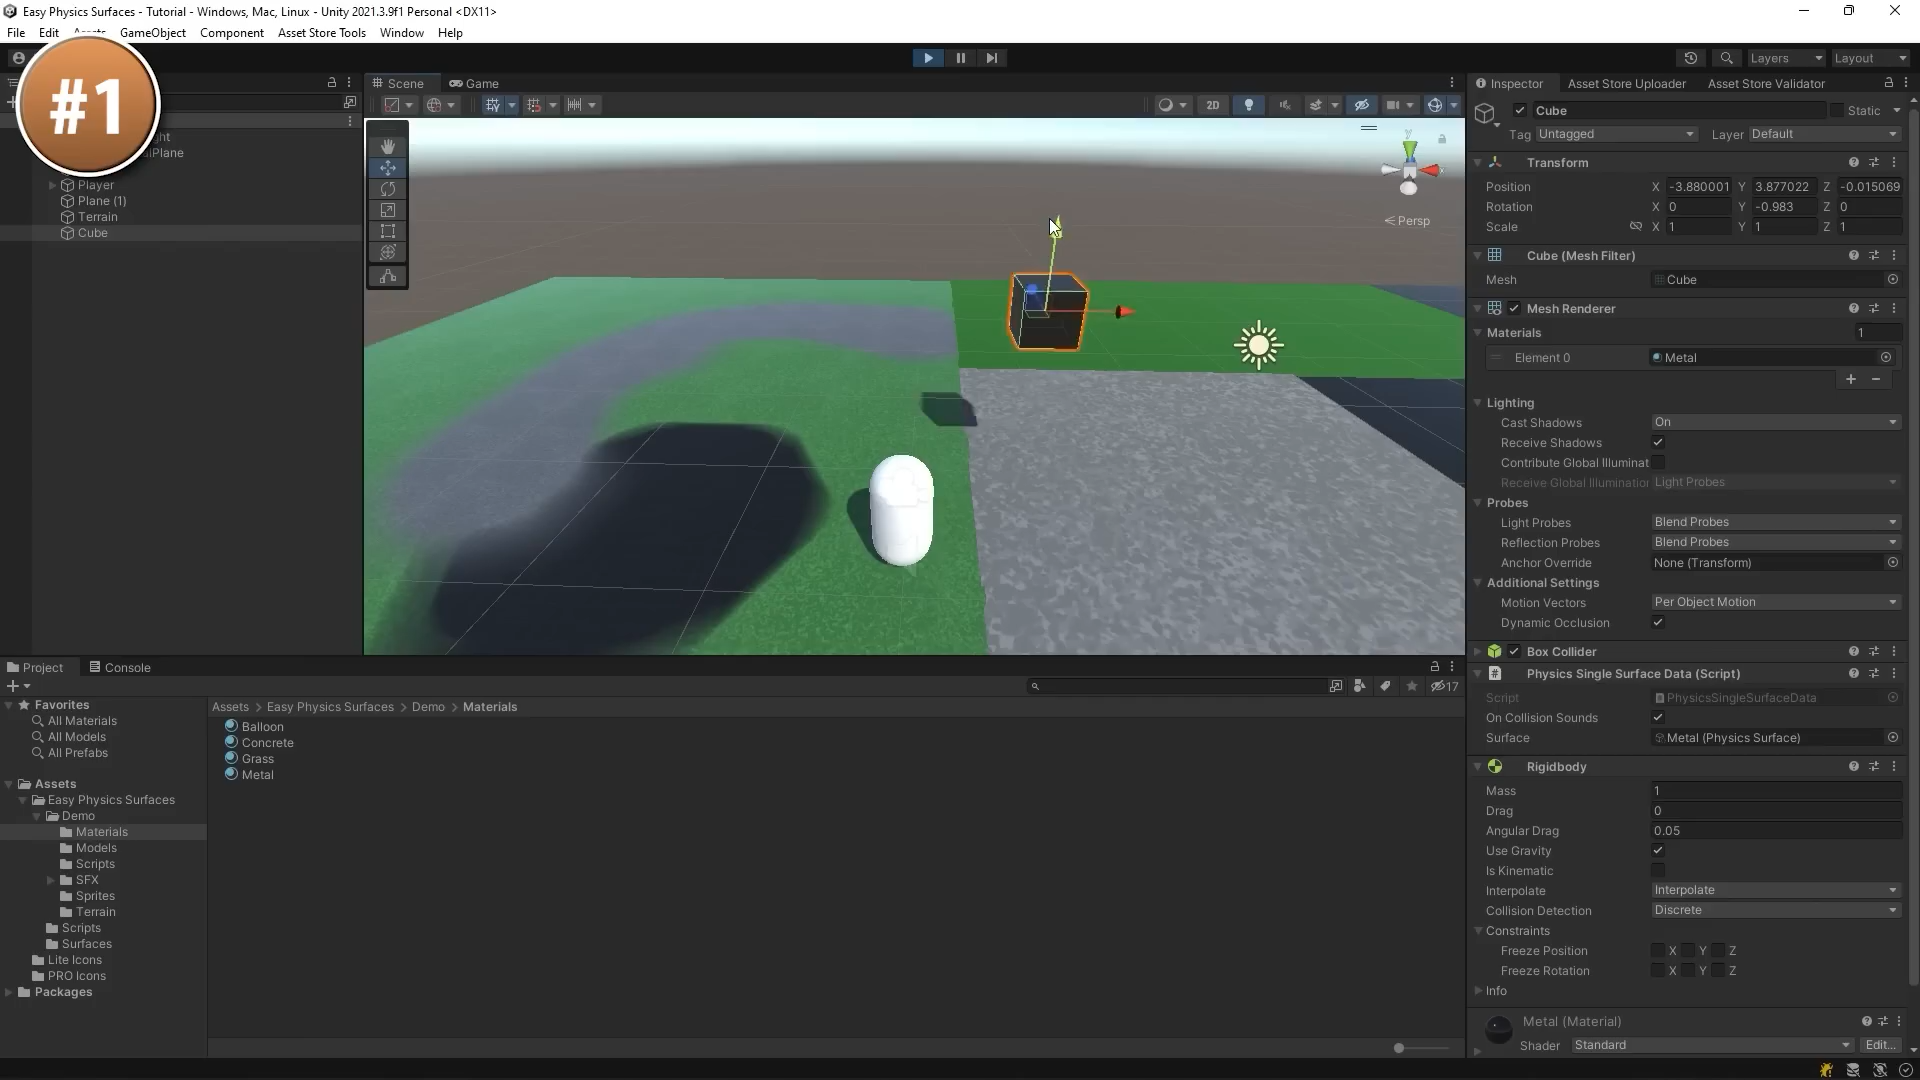 Easy Physics Surfaces - Tutorial - Windows, Mac, Linux - Unity 2021.3.9f1 Personal <DX11>
File Edit Assets GameObject Component Asset Store Tools Window Help
#1
Layers Layout
Scene Game
2D
Player
Plane (1)
Terrain
Cube
y
Persp
Inspector Asset Store Uploader Asset Store Validator
Cube Static
Tag Untagged Layer Default
Transform
Position X -3.880001 Y 3.877022 Z -0.015069
Rotation X 0 Y -0.983 Z 0
Scale X 1 Y 1 Z 1
Cube (Mesh Filter)
Mesh Cube
Mesh Renderer
Materials 1
Element 0 Metal
Lighting
Cast Shadows On
Receive Shadows
Contribute Global Illuminat
Receive Global Illumination Light Probes
Probes
Light Probes Blend Probes
Reflection Probes Blend Probes
Anchor Override None (Transform)
Additional Settings
Motion Vectors Per Object Motion
Dynamic Occlusion
Box Collider
Physics Single Surface Data (Script)
Script PhysicsSingleSurfaceData
On Collision Sounds
Surface Metal (Physics Surface)
Rigidbody
Mass 1
Drag 0
Angular Drag 0.05
Use Gravity
Is Kinematic
Interpolate Interpolate
Collision Detection Discrete
Constraints
Freeze Position X Y Z
Freeze Rotation X Y Z
Info
Metal (Material)
Shader Standard Edit...
Project Console
17
Favorites
All Materials
All Models
All Prefabs
Assets
Easy Physics Surfaces
Demo
Materials
Models
Scripts
SFX
Sprites
Terrain
Scripts
Surfaces
Lite Icons
PRO Icons
Packages
Assets > Easy Physics Surfaces > Demo > Materials
Balloon
Concrete
Grass
Metal